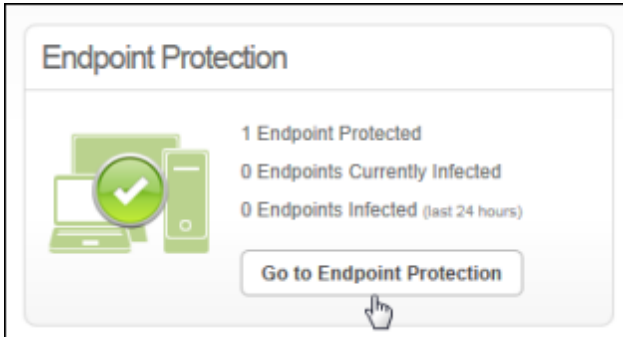 Endpoint Protection
1 Endpoint Protected
0 Endpoints Currently Infected
0 Endpoints Infected (last 24 hours)
Go to Endpoint Protection